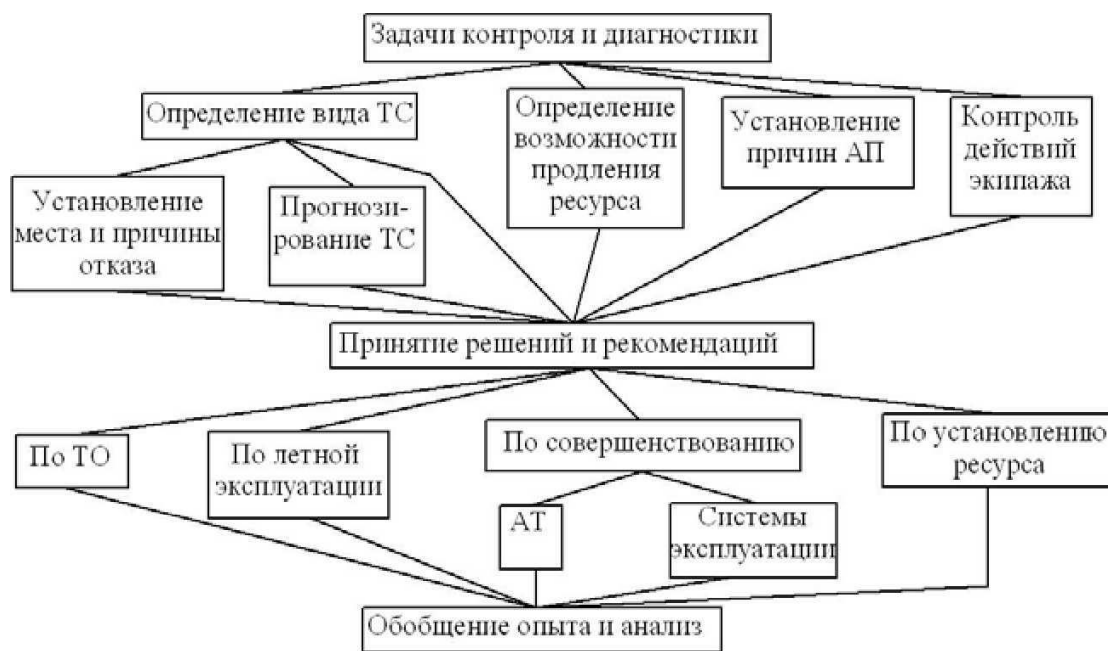 Задачи контроля и диагностики
Определение вида ТС
Определение
возможности
продления
ресурса
Установление
причин АП
Контроль
действий
экипажа
Установление
места и причины
отказа
Прогнози-
рование ТС
Принятие решений и рекомендаций
По ТО
По летной
эксплуатации
По совершенствованию
По установлению
ресурса
АТ
Системы
эксплуатации
Обобщение опыта и анализ